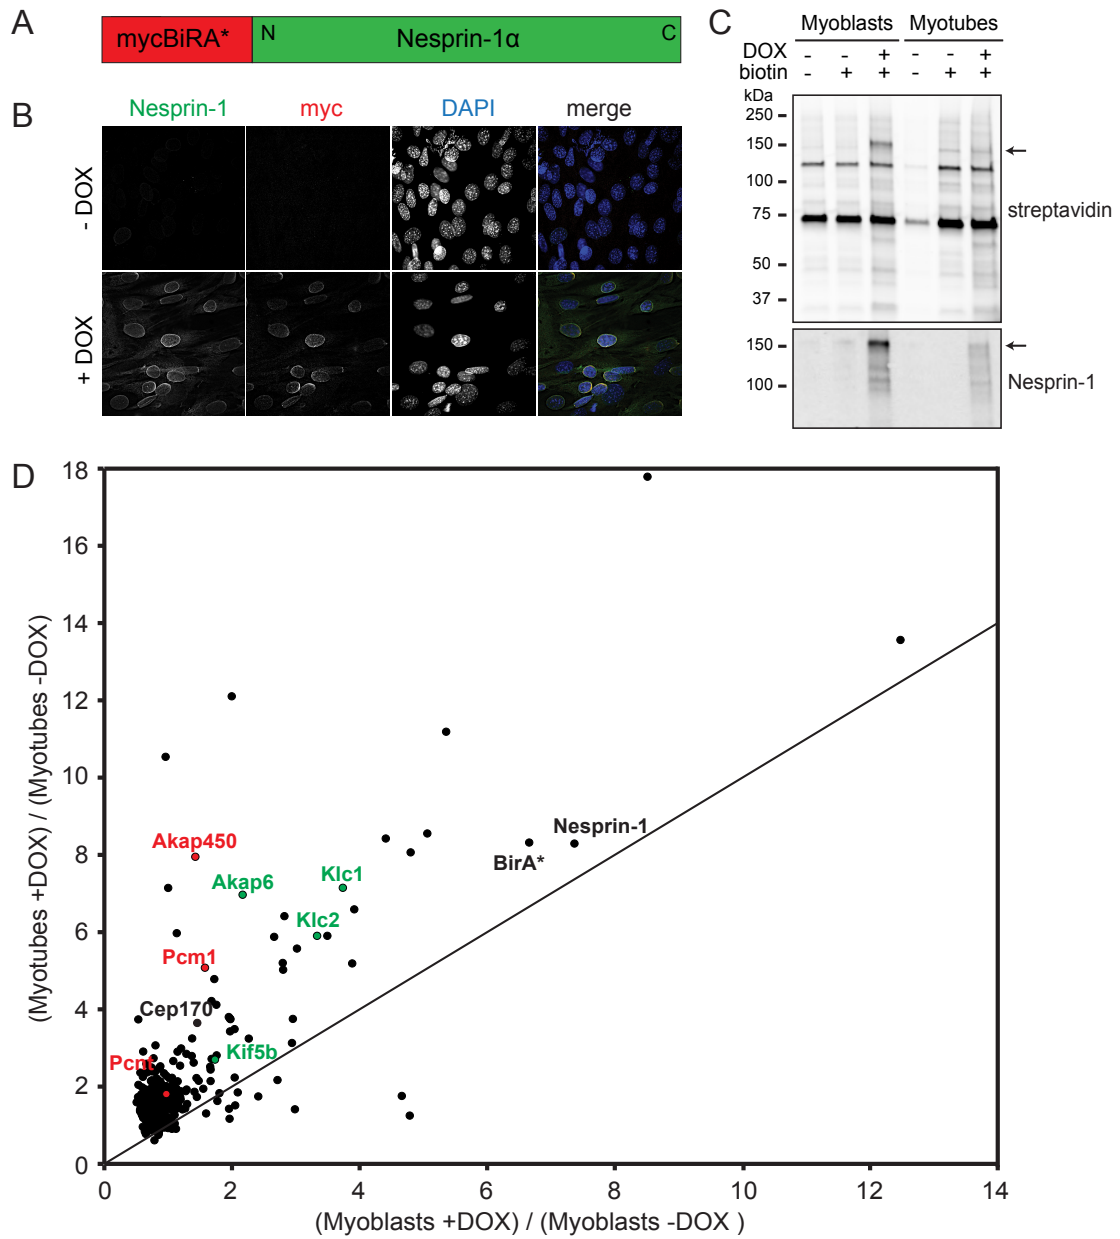 A
mycBiRA*
N
Nesprin-1α
C
B
Nesprin-1
myc
DAPI
merge
- DOX
+ DOX
C
Myoblasts
Myotubes
DOX - - + - - +
biotin - + + - + +
kDa
250
150
100
75
50
37
streptavidin
150
100
Nesprin-1
D
18
16
14
12
10
8
6
4
2
0
(Myotubes +DOX) / (Myotubes -DOX)
Nesprin-1
BirA*
Akap450
Akap6
Klc1
Klc2
Pcm1
Cep170
Kif5b
Pcnt
0 2 4 6 8 10 12 14
(Myoblasts +DOX) / (Myoblasts -DOX )